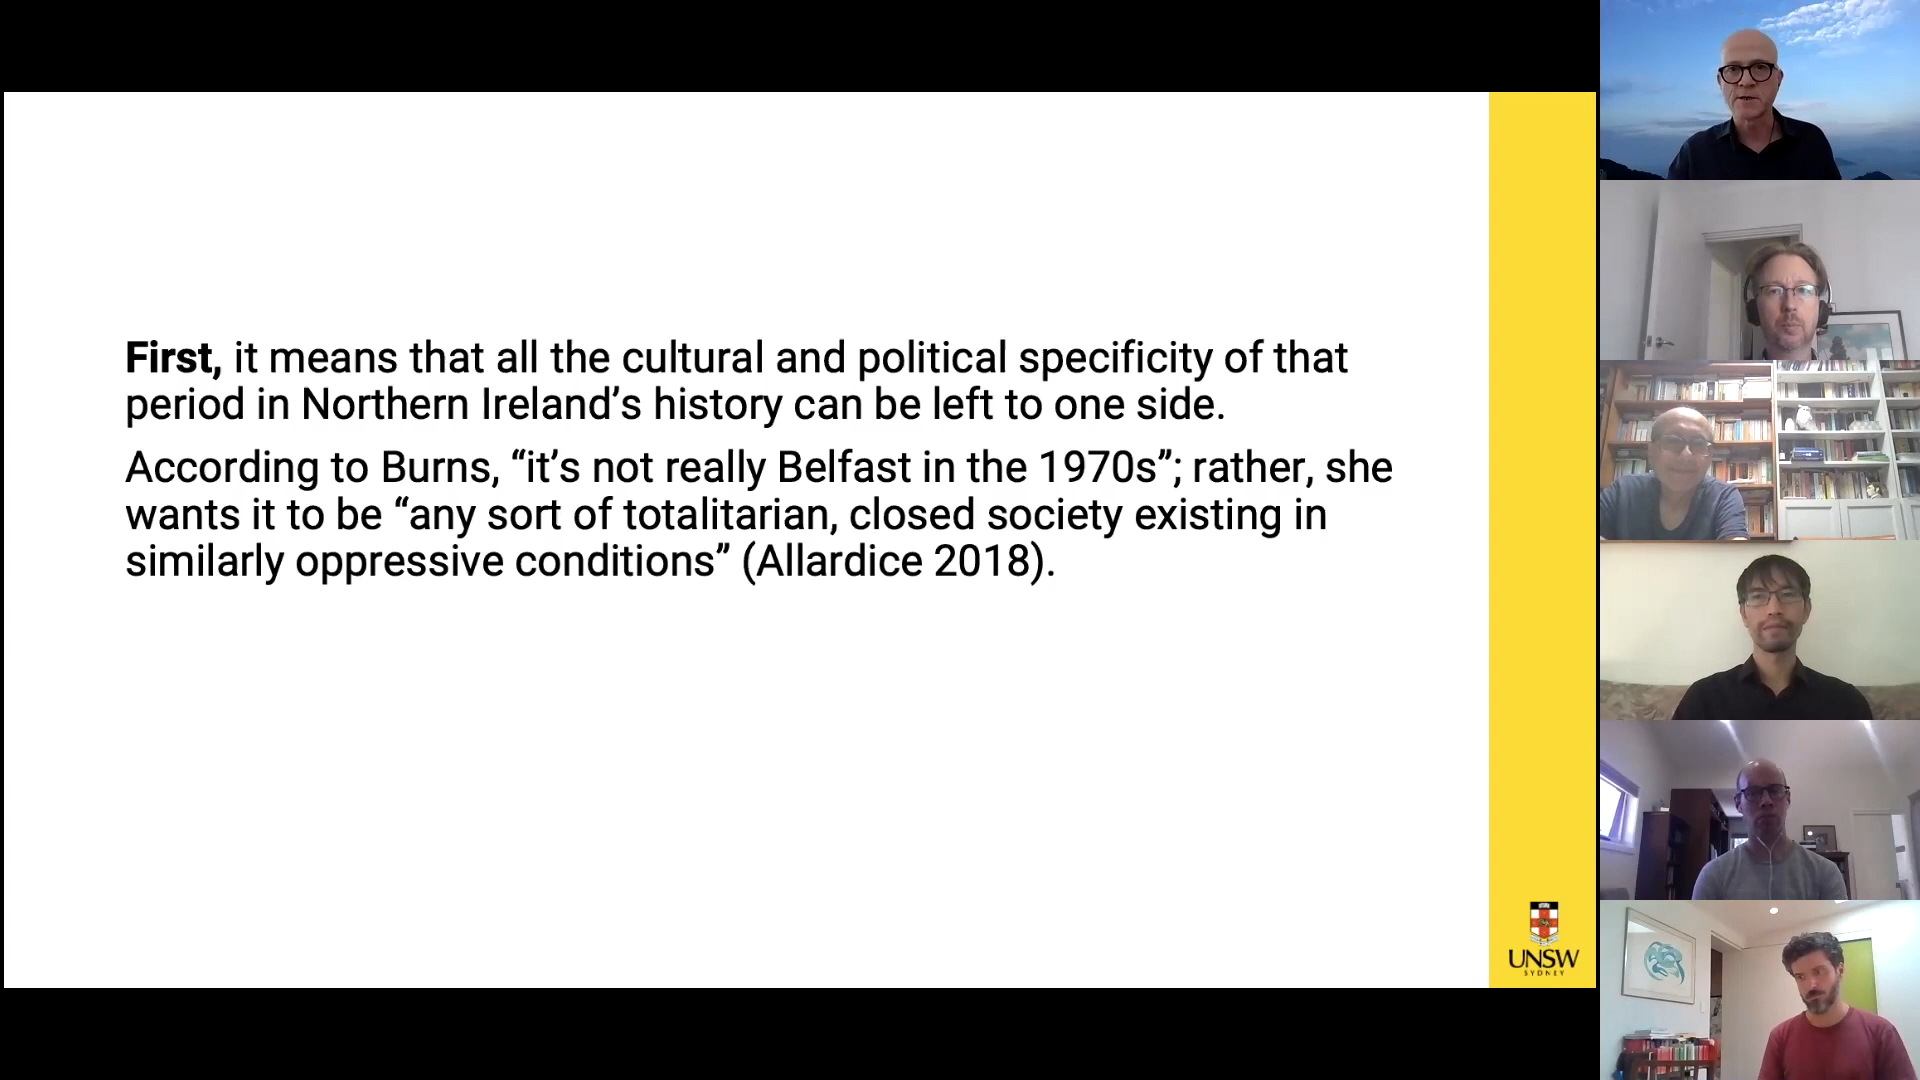 First, it means that all the cultural and political specificity of that
period in Northern Ireland’s history can be left to one side.
According to Burns, “it’s not really Belfast in the 1970s”; rather, she
wants it to be “any sort of totalitarian, closed society existing in
similarly oppressive conditions” (Allardice 2018).
UNSW
SYDNEY